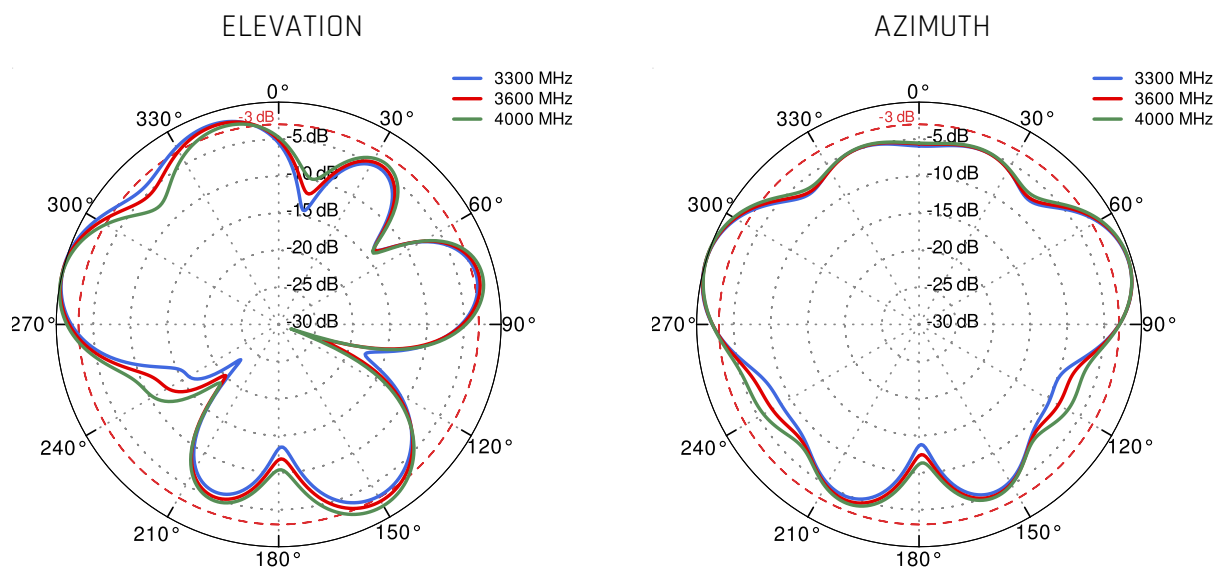 ELEVATION
3300 MHz
3600 MHz
4000 MHz
0°
30°
60°
90°
120°
150°
180°
210°
240°
270°
300°
330°
-3 dB
-5 dB
-10 dB
-15 dB
-20 dB
-25 dB
-30 dB
AZIMUTH
3300 MHz
3600 MHz
4000 MHz
0°
30°
60°
90°
120°
150°
180°
210°
240°
270°
300°
330°
-3 dB
-5 dB
-10 dB
-15 dB
-20 dB
-25 dB
-30 dB